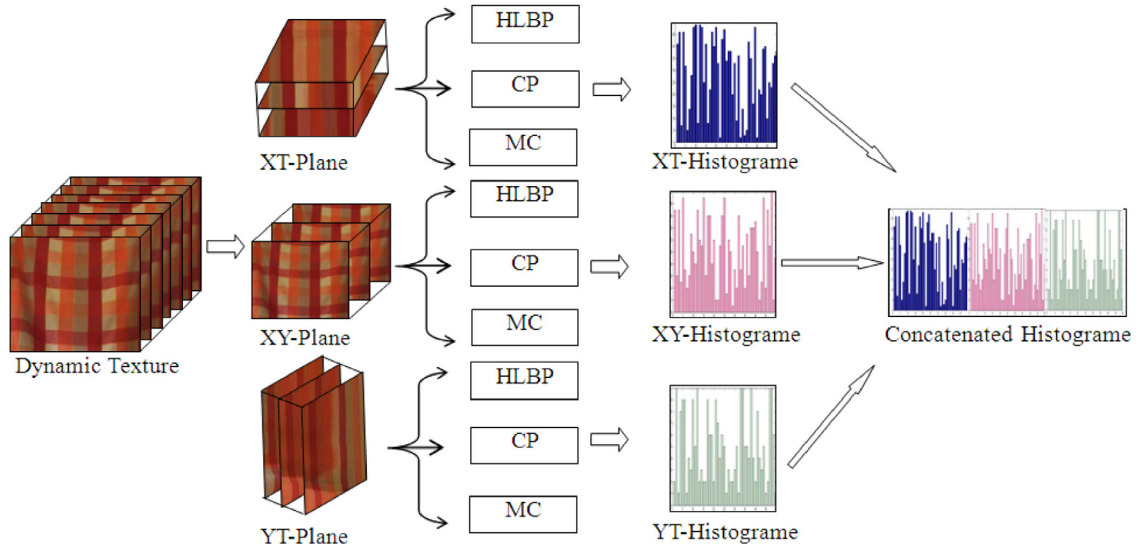 HLBP
CP
MC
XT-Plane
XT-Histograme
HLBP
CP
MC
Dynamic Texture
XY-Plane
XY-Histograme
Concatenated Histograme
HLBP
CP
MC
YT-Plane
YT-Histograme